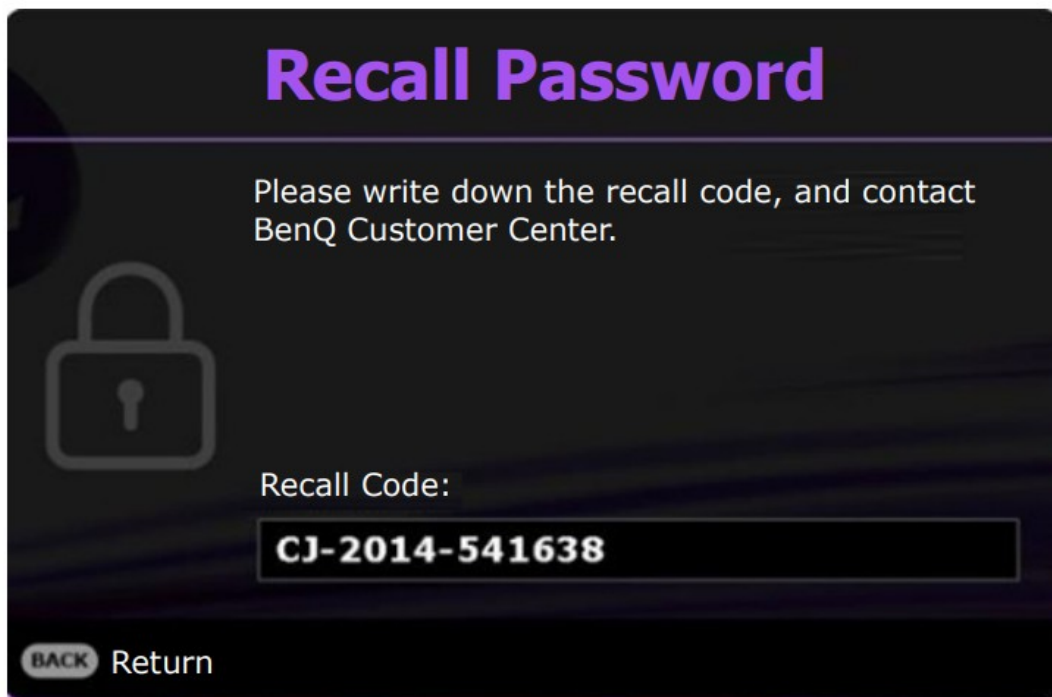 Recall Password
Please write down the recall code, and contact
BenQ Customer Center.
Recall Code:
CJ-2014-541638
BACK Return